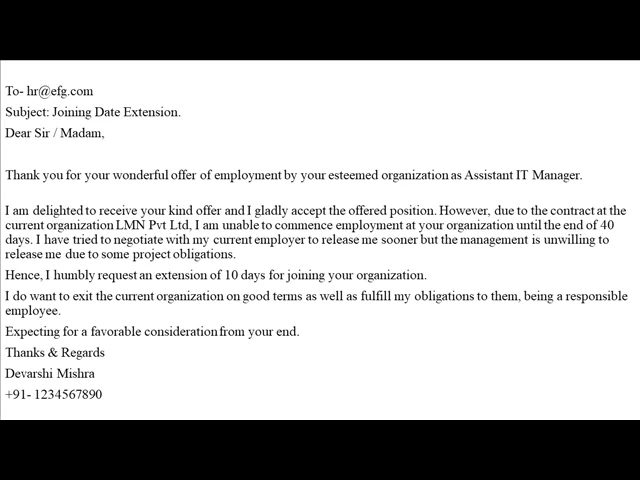 To- hr@efg.com
Subject: Joining Date Extension.
Dear Sir / Madam,
Thank you for your wonderful offer of employment by your esteemed organization as Assistant IT Manager.
I am delighted to receive your kind offer and I gladly accept the offered position. However, due to the contract at the
current organization LMN Pvt Ltd, I am unable to commence employment at your organization until the end of 40
days. I have tried to negotiate with my current employer to release me sooner but the management is unwilling to
release me due to some project obligations.
Hence, I humbly request an extension of 10 days for joining your organization.
I do want to exit the current organization on good terms as well as fulfill my obligations to them, being a responsible
employee.
Expecting for a favorable consideration from your end.
Thanks & Regards
Devarshi Mishra
+91- 1234567890